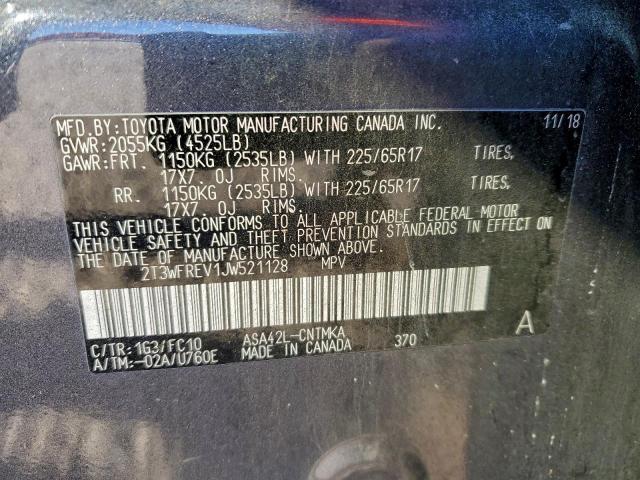 MFD.BY:TOYOTA MOTOR MANUFACTURING CANADA INC. 11/18
GVWR:2055KG (4525LB)
GAWR:FRT. 1150KG (2535LB) WITH 225/65R17 TIRES,
17X7. 0J RIMS.
RR. 1150KG (2535LB) WITH 225/65R17 TIRES,
17X7. 0J RIMS
THIS VEHICLE CONFORMS TO ALL APPLICABLE FEDERAL MOTOR
VEHICLE SAFETY AND THEFT PREVENTION STANDARDS IN EFFECT ON
THE DATE OF MANUFACTURE SHOWN ABOVE.
2T3WFREV1JW521128 MPV
C/TR: 1G3/FC10 ASA42L-CNTMKA 370 A
A/TM:-02A/U760E MADE IN CANADA